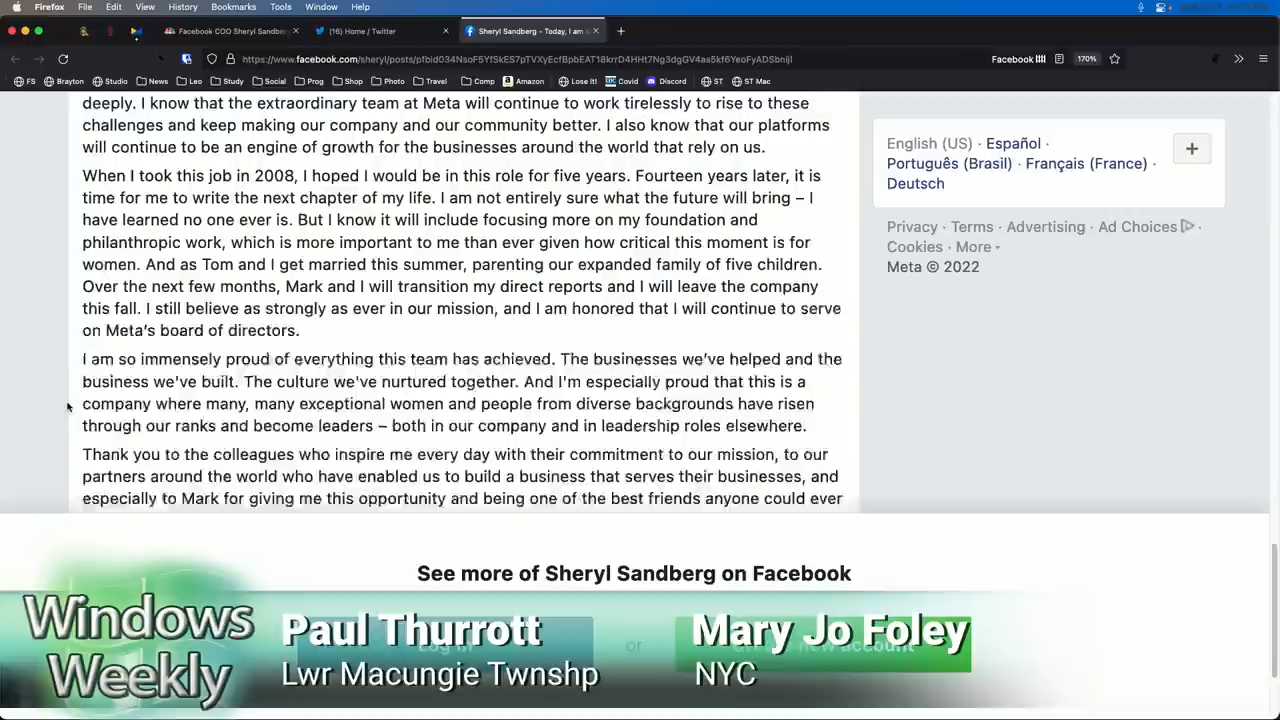 Firefox File Edit View History Bookmarks Tools Window Help
Facebook COO Sheryl Sandberg
(16) Home / Twitter
Sheryl Sandberg - Today, I am
Facebook
170%
FS Brayton Studio News Leo Study Social Prog Shop Photo Travel Comp Amazon Lose It! Covid Discord ST ST Mac
deeply. I know that the extraordinary team at Meta will continue to work tirelessly to rise to these
challenges and keep making our company and our community better. I also know that our platforms
will continue to be an engine of growth for the businesses around the world that rely on us.
When I took this job in 2008, I hoped I would be in this role for five years. Fourteen years later, it is
time for me to write the next chapter of my life. I am not entirely sure what the future will bring – I
have learned no one ever is. But I know it will include focusing more on my foundation and
philanthropic work, which is more important to me than ever given how critical this moment is for
women. And as Tom and I get married this summer, parenting our expanded family of five children.
Over the next few months, Mark and I will transition my direct reports and I will leave the company
this fall. I still believe as strongly as ever in our mission, and I am honored that I will continue to serve
on Meta's board of directors.
I am so immensely proud of everything this team has achieved. The businesses we've helped and the
business we've built. The culture we've nurtured together. And I'm especially proud that this is a
company where many, many exceptional women and people from diverse backgrounds have risen
through our ranks and become leaders – both in our company and in leadership roles elsewhere.
Thank you to the colleagues who inspire me every day with their commitment to our mission, to our
partners around the world who have enabled us to build a business that serves their businesses, and
especially to Mark for giving me this opportunity and being one of the best friends anyone could ever
English (US) · Español ·
Português (Brasil) · Français (France) ·
Deutsch
Privacy · Terms · Advertising · Ad Choices ·
Cookies · More
Meta © 2022
See more of Sheryl Sandberg on Facebook
or
Windows
Weekly
Paul Thurrott
Lwr Macungie Twnshp
Mary Jo Foley
NYC